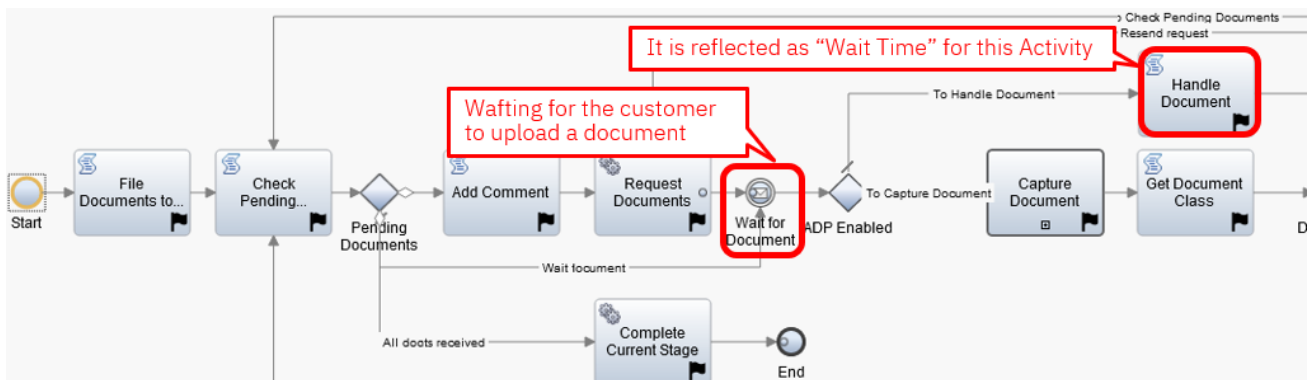 o Check Pending Documents
Resend request
It is reflected as “Wait Time” for this Activity
Handle
Document
To Handle Document
Wafting for the customer
to upload a document
File
Documents to...
Check
Pending...
Add Comment
Request
Documents
To Capture Document
Capture
Document
Get Document
Class
Start
Pending
Documents
Wait for
Document
ADP Enabled
D
Wait focument
All doots received
Complete
Current Stage
End